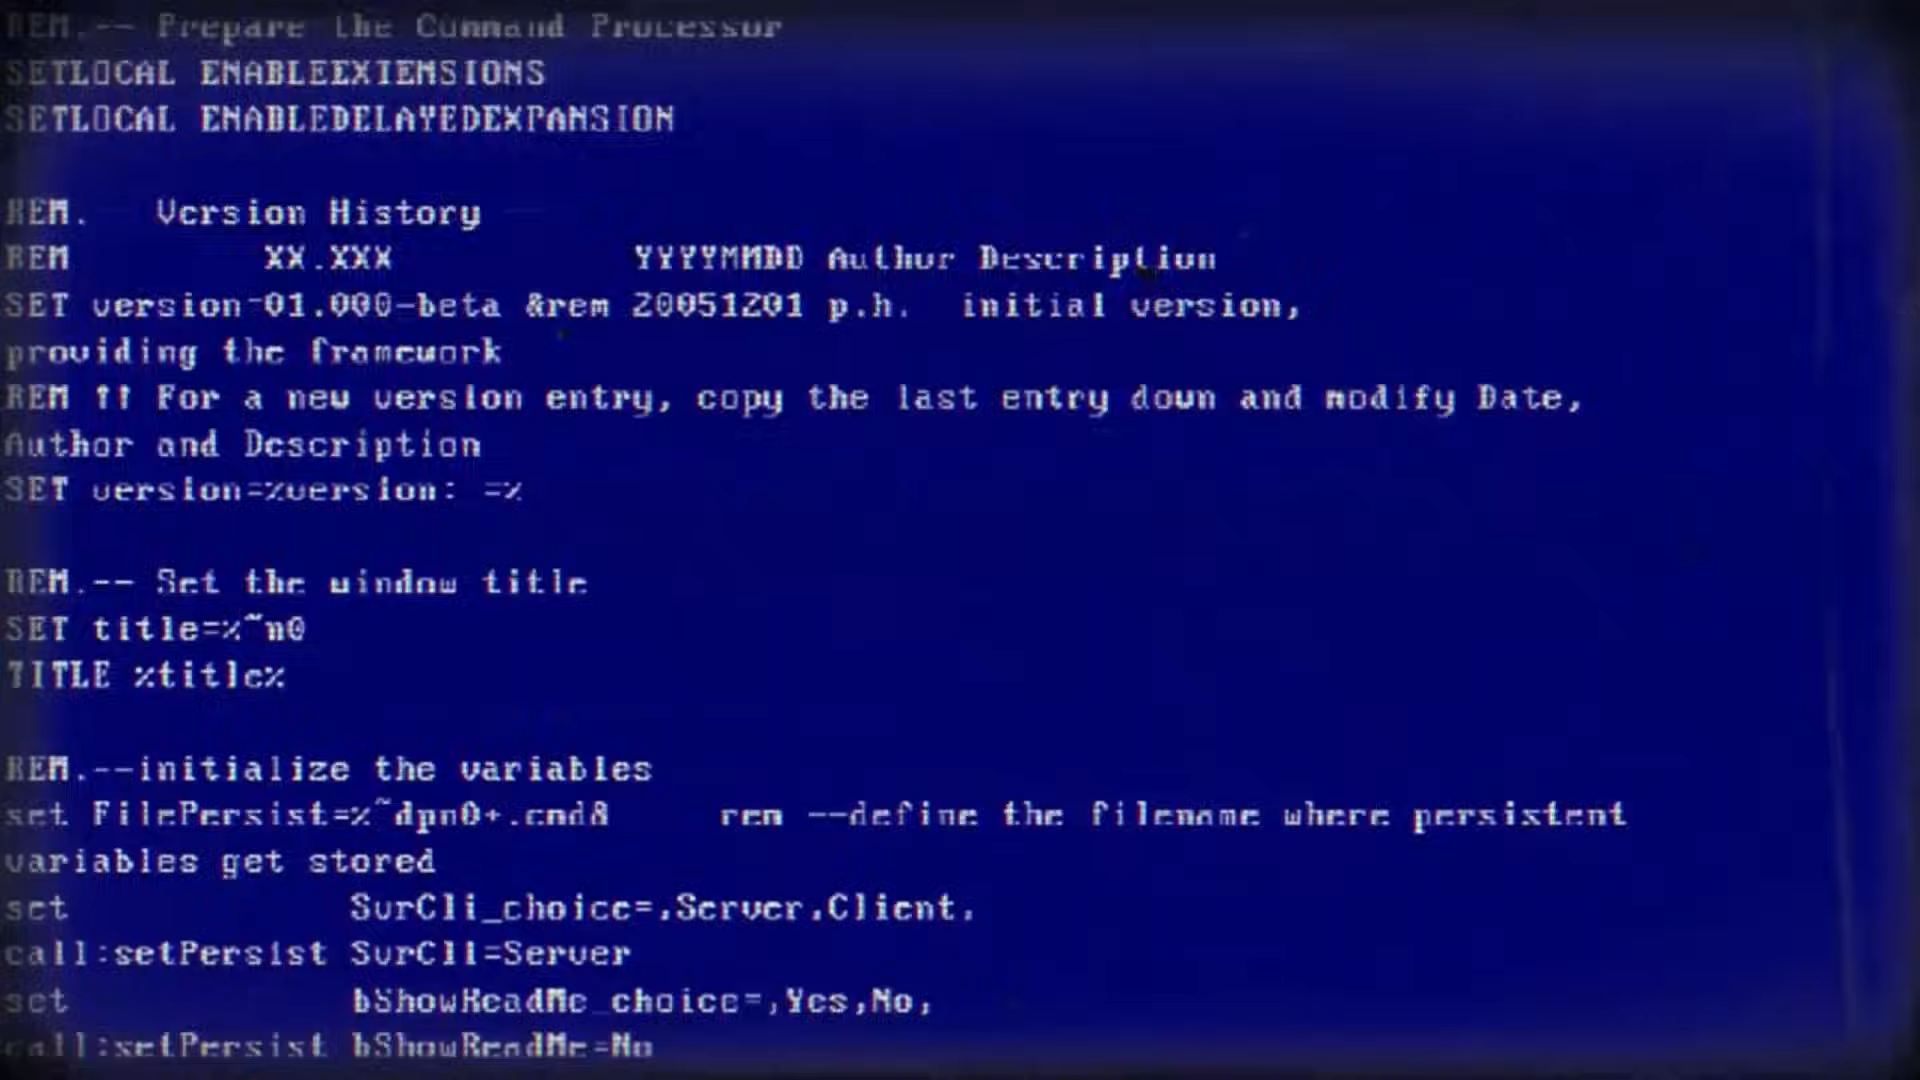 REM.-- Prepare the Command Processor
SETLOCAL ENABLEEXTENSIONS
SETLOCAL ENABLEDELAYEDEXPANSION
REM. Version History
REM XX.XXX YYYYMMDD Author Description
SET version=01.000-beta &rem 20051201 p.h. initial version,
providing the framework
REM !! For a new version entry, copy the last entry down and modify Date,
Author and Description
SET version=%version: =%
REM.-- Set the window title
SET title=%~n0
TITLE %title%
REM.--initialize the variables
set FilePersist=%~dpn0+.cmd& rem --define the filename where persistent
variables get stored
set SvrCli_choice=,Server,Client,
call:setPersist SvrCli=Server
set bShowReadMe_choice=,Yes,No,
call:setPersist bShowReadMe=No